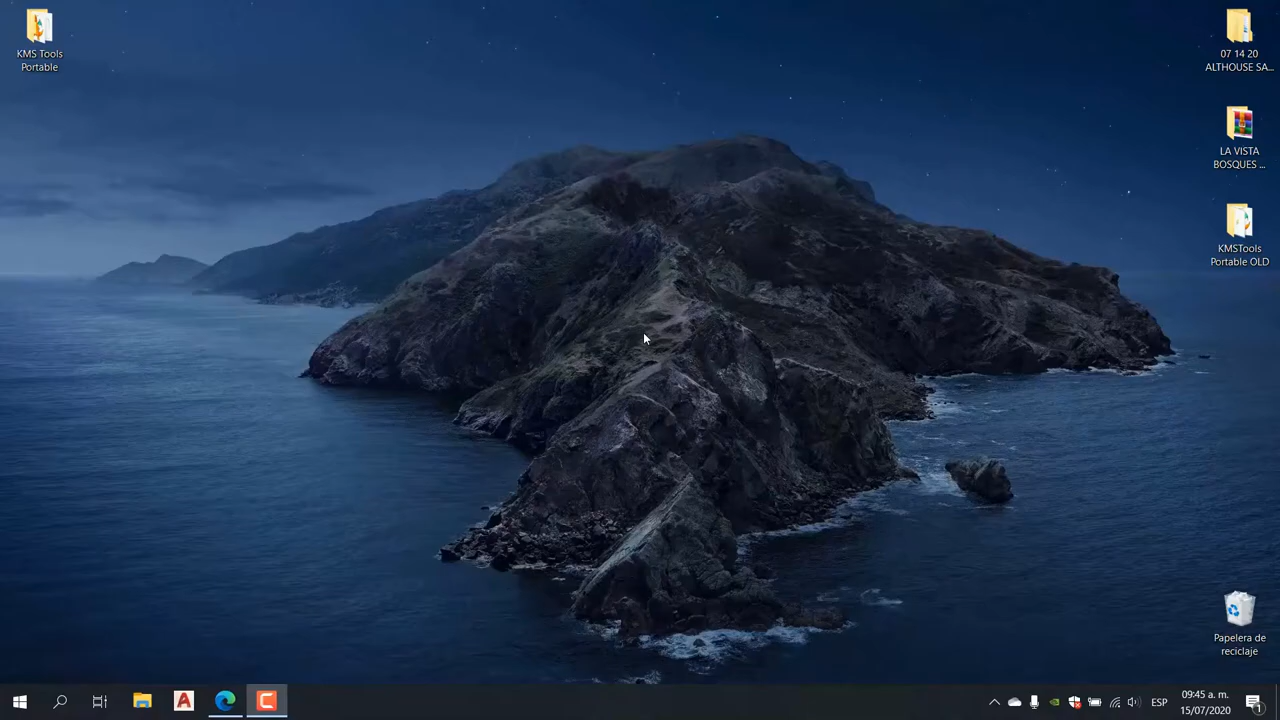 KMS Tools
Portable
07 14 20
ALTHOUSE SA...
LA VISTA
BOSQUES ...
KMSTools
Portable OLD
Papelera de
reciclaje
ESP
09:45 a. m.
15/07/2020
1